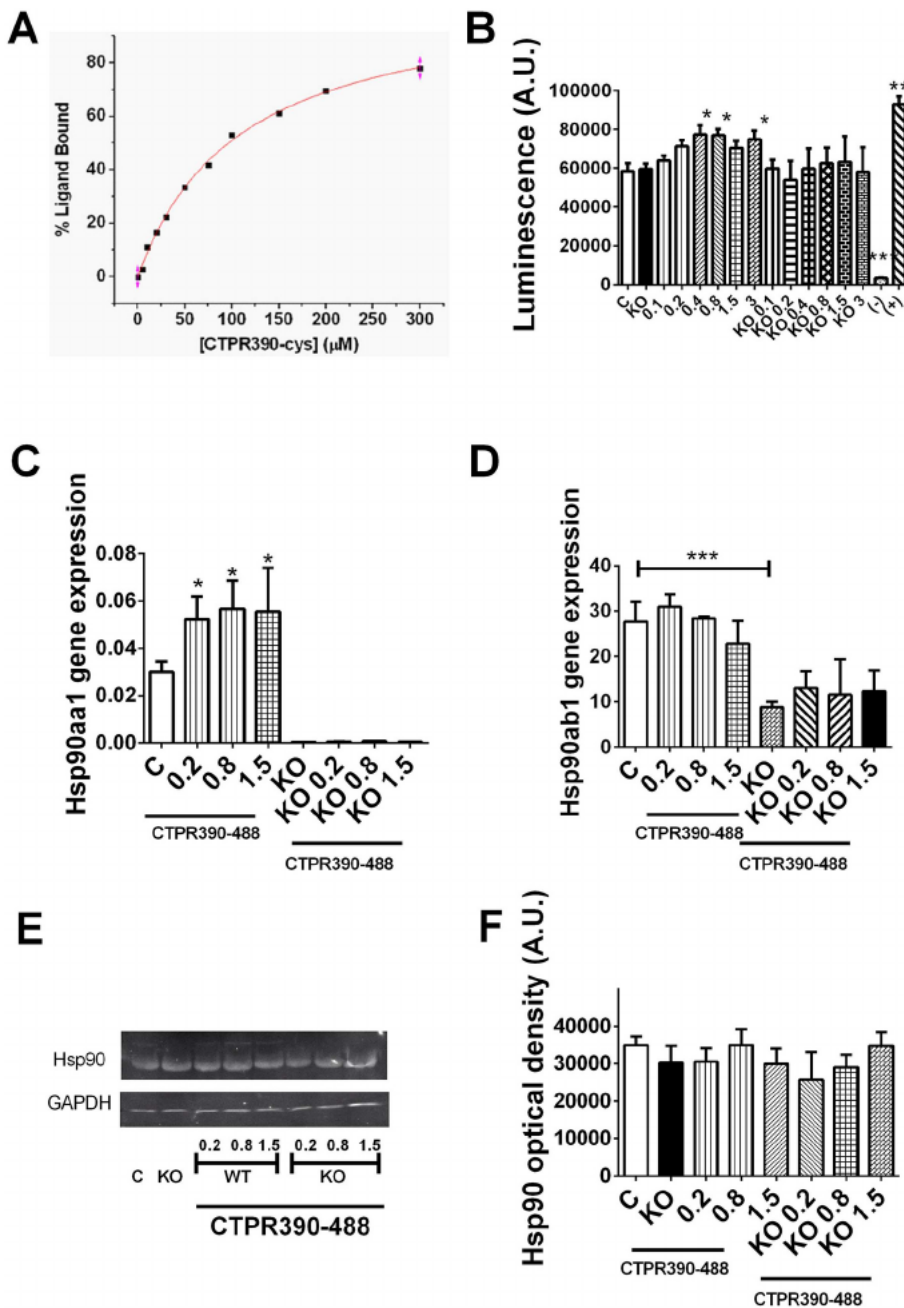 A
% Ligand Bound
80
60
40
20
0
0 50 100 150 200 250 300
[CTPR390-cys] (µM)
B
Luminescence (A.U.)
100000
80000
60000
40000
20000
0
* * *
**
**
C KO 0.1 0.2 0.4 0.8 1.5 3 KO 0.1 KO 0.2 KO 0.4 KO 0.8 KO 1.5 KO 3 (-) (+)
C
Hsp90aa1 gene expression
0.08
0.06
0.04
0.02
0.00
* * *
C 0.2 0.8 1.5 KO KO 0.2 KO 0.8 KO 1.5
CTPR390-488
CTPR390-488
D
Hsp90ab1 gene expression
40
30
20
10
0
***
C 0.2 0.8 1.5 KO KO 0.2 KO 0.8 KO 1.5
CTPR390-488
CTPR390-488
E
Hsp90
GAPDH
0.2 0.8 1.5 0.2 0.8 1.5
C KO WT KO
CTPR390-488
F
Hsp90 optical density (A.U.)
40000
30000
20000
10000
0
C KO 0.2 0.8 1.5 KO 0.2 KO 0.8 KO 1.5
CTPR390-488
CTPR390-488